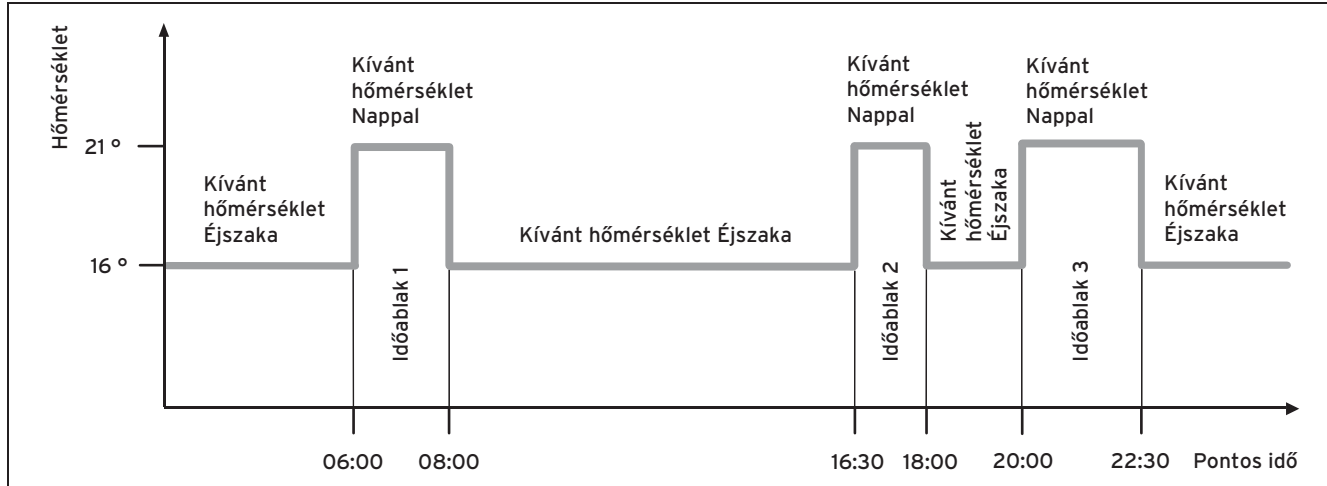 Hőmérséklet
21 °
16 °
Kívánt
hőmérséklet
Éjszaka
Kívánt
hőmérséklet
Nappal
Időablak 1
Kívánt hőmérséklet Éjszaka
Kívánt
hőmérséklet
Nappal
Időablak 2
Kívánt
hőmérséklet
Éjszaka
Kívánt
hőmérséklet
Nappal
Időablak 3
Kívánt
hőmérséklet
Éjszaka
06:00 08:00 16:30 18:00 20:00 22:30 Pontos idő